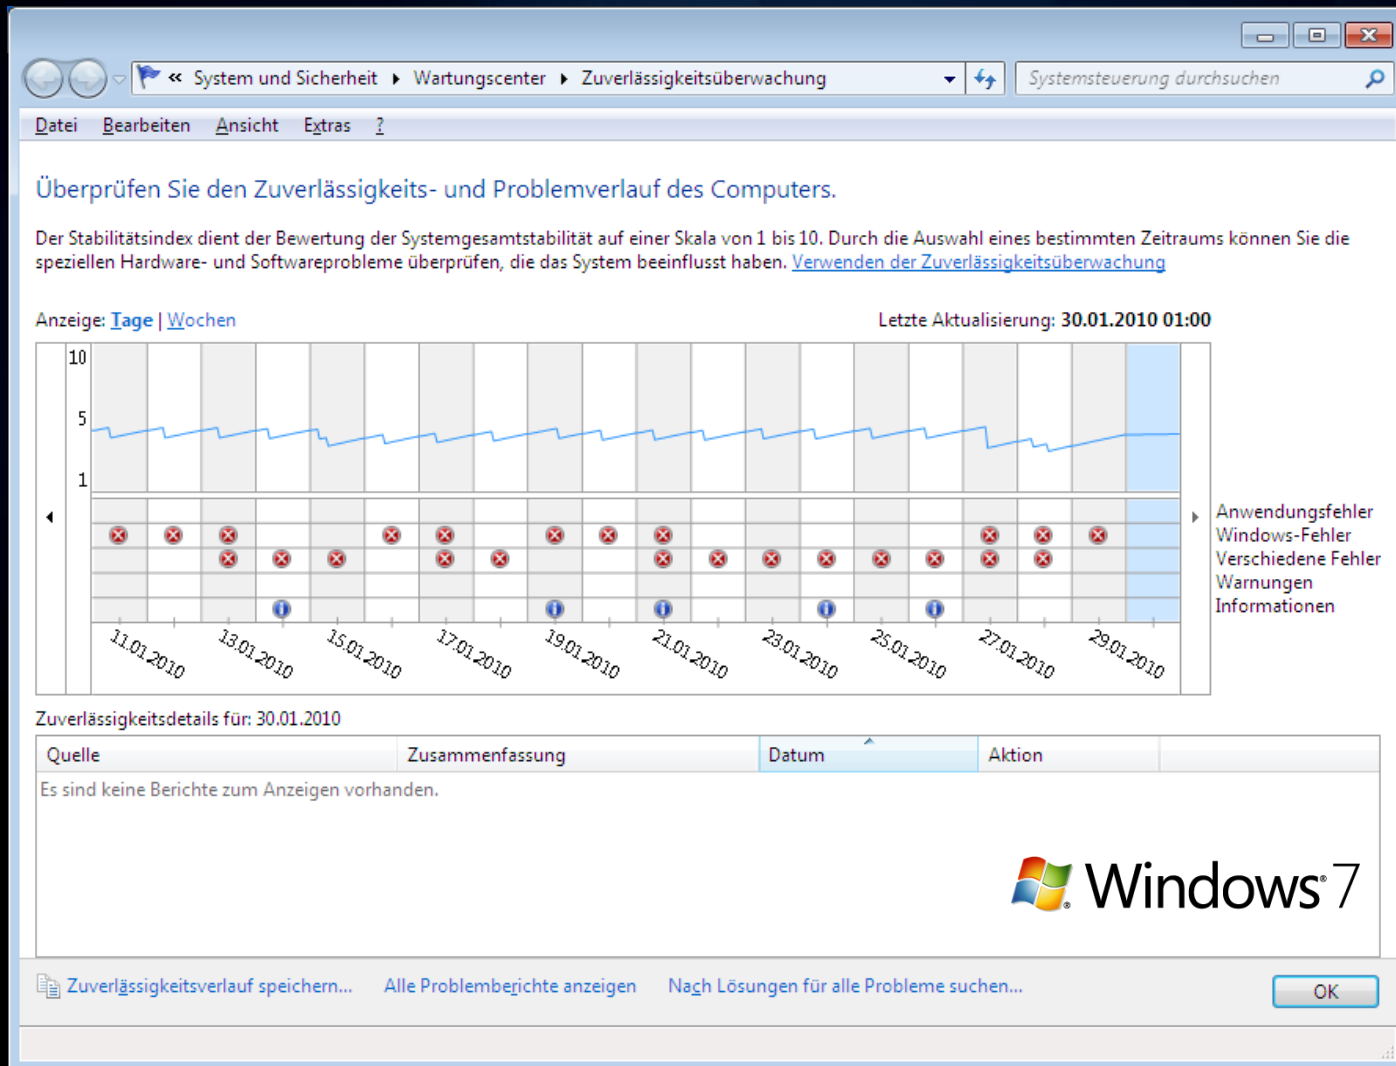 « System und Sicherheit Wartungscenter Zuverlässigkeitsüberwachung Systemsteuerung durchsuchen
Datei Bearbeiten Ansicht Extras ?
Überprüfen Sie den Zuverlässigkeits- und Problemverlauf des Computers.
Der Stabilitätsindex dient der Bewertung der Systemgesamtstabilität auf einer Skala von 1 bis 10. Durch die Auswahl eines bestimmten Zeitraums können Sie die
speziellen Hardware- und Softwareprobleme überprüfen, die das System beeinflusst haben. Verwenden der Zuverlässigkeitsüberwachung
Anzeige: Tage | Wochen Letzte Aktualisierung: 30.01.2010 01:00
10
5
1
Anwendungsfehler
Windows-Fehler
Verschiedene Fehler
Warnungen
Informationen
11.01.2010 13.01.2010 15.01.2010 17.01.2010 19.01.2010 21.01.2010 23.01.2010 25.01.2010 27.01.2010 29.01.2010
Zuverlässigkeitsdetails für: 30.01.2010
Quelle Zusammenfassung Datum Aktion
Es sind keine Berichte zum Anzeigen vorhanden.
Windows 7
Zuverlässigkeitsverlauf speichern... Alle Problemberichte anzeigen Nach Lösungen für alle Probleme suchen... OK